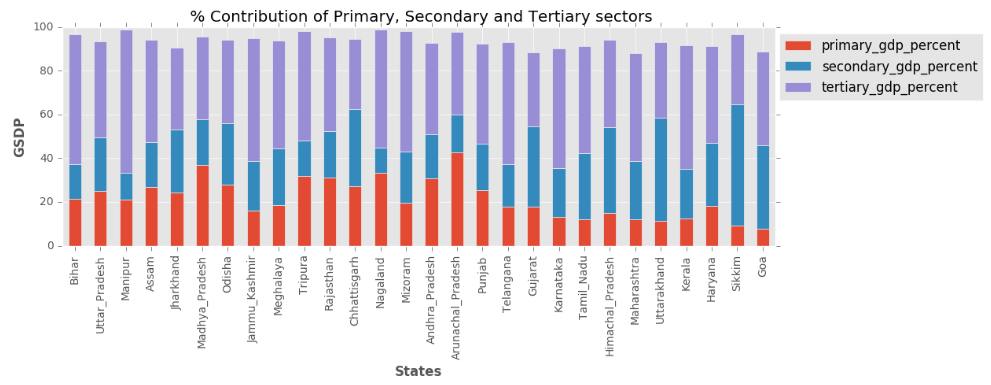 % Contribution of Primary, Secondary and Tertiary sectors
100
80
60
40
20
0
GSDP
primary_gdp_percent
secondary_gdp_percent
tertiary_gdp_percent
Bihar
Uttar_Pradesh
Manipur
Assam
Jharkhand
Madhya_Pradesh
Odisha
Jammu_Kashmir
Meghalaya
Tripura
Rajasthan
Chhattisgarh
Nagaland
Mizoram
Andhra_Pradesh
Arunachal_Pradesh
Punjab
Telangana
Gujarat
Karnataka
Tamil_Nadu
Himachal_Pradesh
Maharashtra
Uttarakhand
Kerala
Haryana
Sikkim
Goa
States